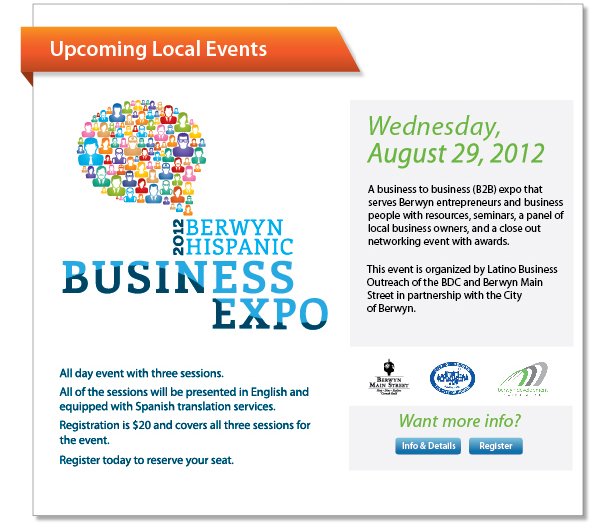 Upcoming Local Events
2012
BERWYN
HISPANIC
BUSINESS
EXPO
All day event with three sessions.
All of the sessions will be presented in English and
equipped with Spanish translation services.
Registration is $20 and covers all three sessions for
the event.
Register today to reserve your seat.
Wednesday,
August 29, 2012
A business to business (B2B) expo that
serves Berwyn entrepreneurs and business
people with resources, seminars, a panel of
local business owners, and a close out
networking event with awards.
This event is organized by Latino Business
Outreach of the BDC and Berwyn Main
Street in partnership with the City
of Berwyn.
BERWYN
MAIN STREET
berwyn development
Want more info?
Info & Details
Register